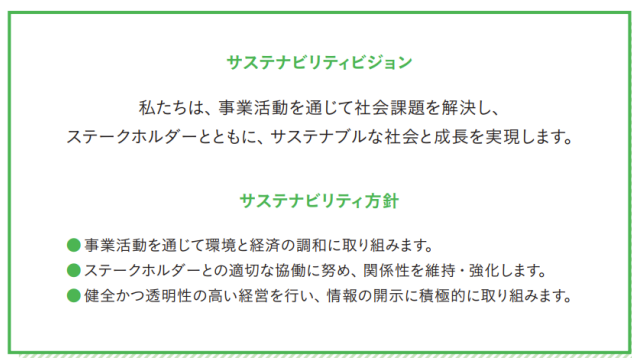 サステナビリティビジョン
私たちは、事業活動を通じて社会課題を解決し、
ステークホルダーとともに、サステナブルな社会と成長を実現します。
サステナビリティ方針
●事業活動を通じて環境と経済の調和に取り組みます。
●ステークホルダーとの適切な協働に努め、関係性を維持・強化します。
●健全かつ透明性の高い経営を行い、情報の開示に積極的に取り組みます。